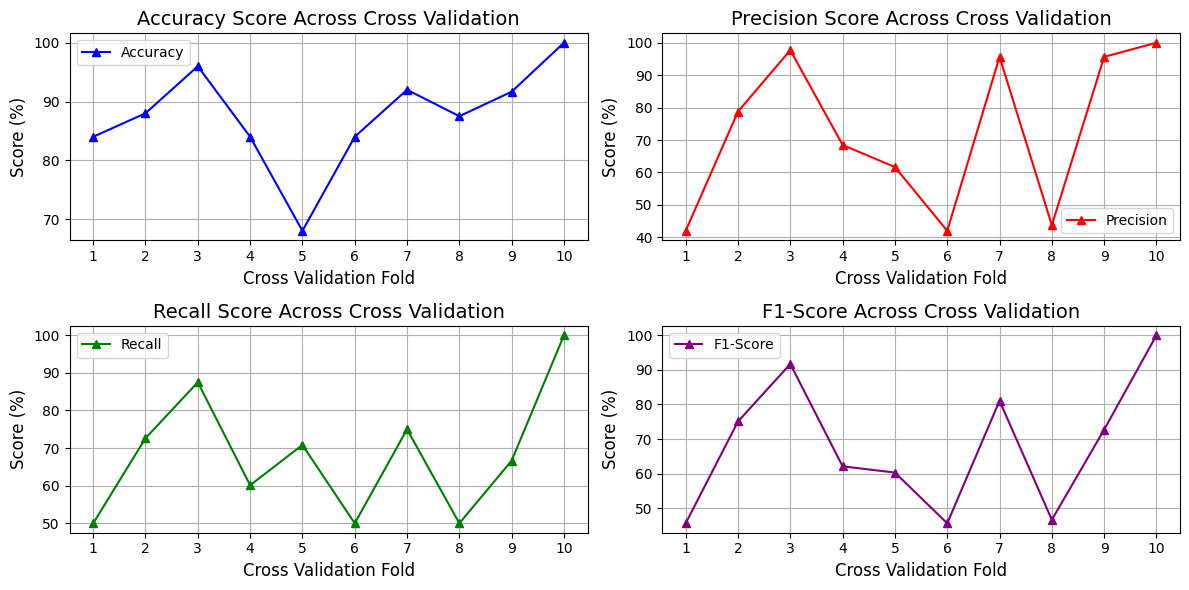 Accuracy Score Across Cross Validation
Score (%)
100
90
80
70
Accuracy
1 2 3 4 5 6 7 8 9 10
Cross Validation Fold
Precision Score Across Cross Validation
Score (%)
100
90
80
70
60
50
40
Precision
1 2 3 4 5 6 7 8 9 10
Cross Validation Fold
Recall Score Across Cross Validation
Score (%)
100
90
80
70
60
50
Recall
1 2 3 4 5 6 7 8 9 10
Cross Validation Fold
F1-Score Across Cross Validation
Score (%)
100
90
80
70
60
50
F1-Score
1 2 3 4 5 6 7 8 9 10
Cross Validation Fold